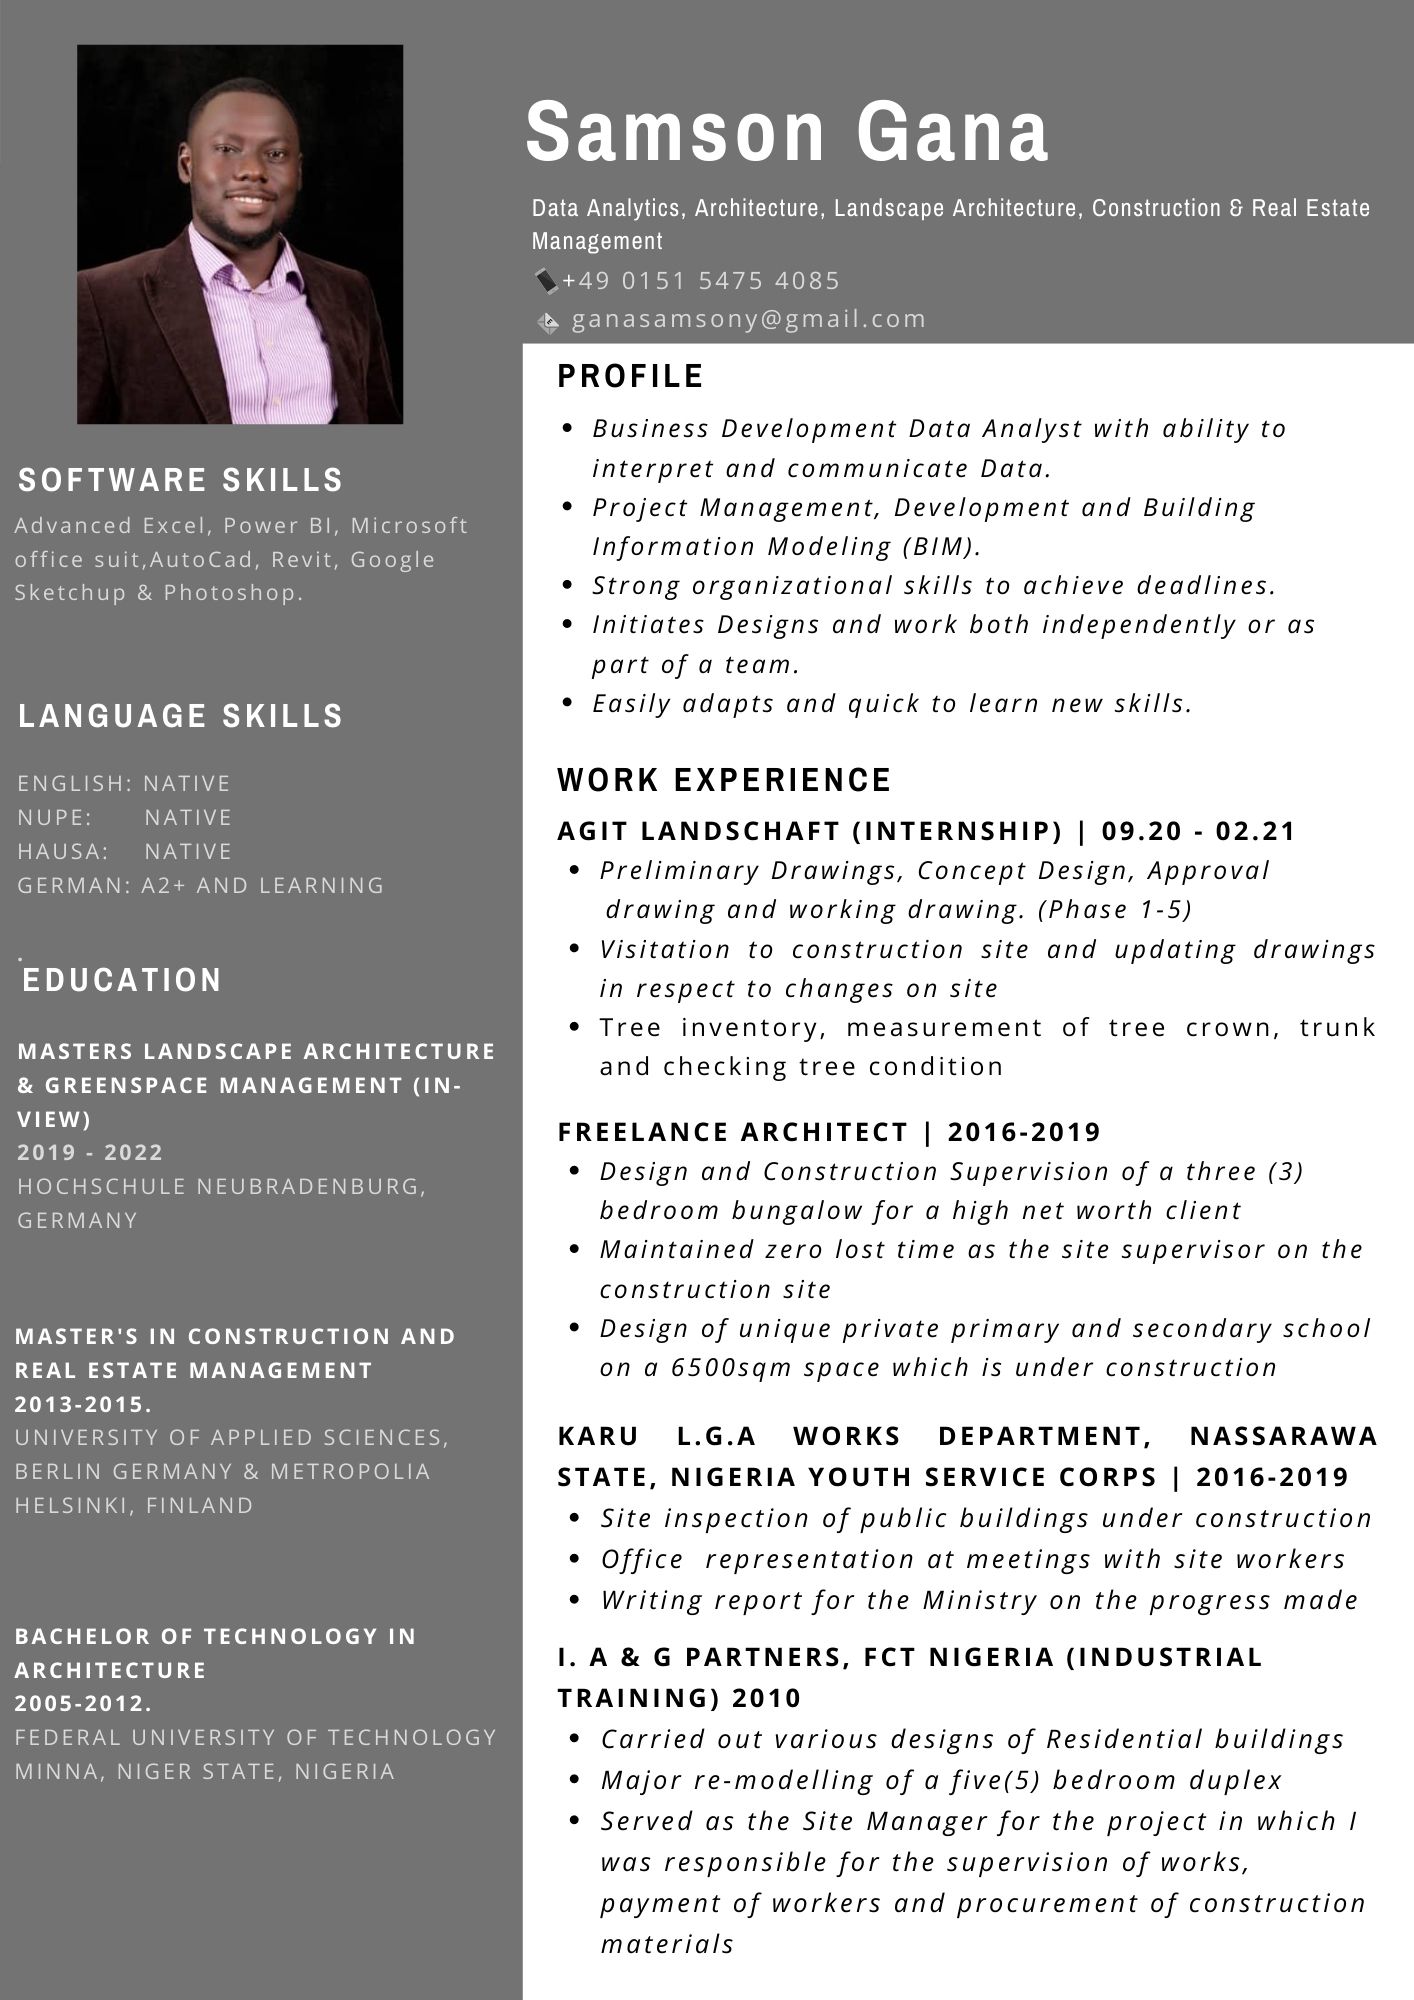 Samson Gana
Data Analytics, Architecture, Landscape Architecture, Construction & Real Estate
Management
+49 0151 5475 4085
ganasamsony@gmail.com
SOFTWARE SKILLS
Advanced Excel, Power BI, Microsoft
office suit,AutoCad, Revit, Google
Sketchup & Photoshop.
LANGUAGE SKILLS
ENGLISH: NATIVE
NUPE: NATIVE
HAUSA: NATIVE
GERMAN: A2+ AND LEARNING
.
EDUCATION
MASTERS LANDSCAPE ARCHITECTURE
& GREENSPACE MANAGEMENT (IN-
VIEW)
2019 - 2022
HOCHSCHULE NEUBRADENBURG,
GERMANY
MASTER'S IN CONSTRUCTION AND
REAL ESTATE MANAGEMENT
2013-2015.
UNIVERSITY OF APPLIED SCIENCES,
BERLIN GERMANY & METROPOLIA
HELSINKI, FINLAND
BACHELOR OF TECHNOLOGY IN
ARCHITECTURE
2005-2012.
FEDERAL UNIVERSITY OF TECHNOLOGY
MINNA, NIGER STATE, NIGERIA
PROFILE
• Business Development Data Analyst with ability to
interpret and communicate Data.
• Project Management, Development and Building
Information Modeling (BIM).
• Strong organizational skills to achieve deadlines.
• Initiates Designs and work both independently or as
part of a team.
• Easily adapts and quick to learn new skills.
WORK EXPERIENCE
AGIT LANDSCHAFT (INTERNSHIP) | 09.20 - 02.21
• Preliminary Drawings, Concept Design, Approval
drawing and working drawing. (Phase 1-5)
• Visitation to construction site and updating drawings
in respect to changes on site
• Tree inventory, measurement of tree crown, trunk
and checking tree condition
FREELANCE ARCHITECT | 2016-2019
• Design and Construction Supervision of a three (3)
bedroom bungalow for a high net worth client
• Maintained zero lost time as the site supervisor on the
construction site
• Design of unique private primary and secondary school
on a 6500sqm space which is under construction
KARU L.G.A WORKS DEPARTMENT, NASSARAWA
STATE, NIGERIA YOUTH SERVICE CORPS | 2016-2019
• Site inspection of public buildings under construction
• Office representation at meetings with site workers
• Writing report for the Ministry on the progress made
I. A & G PARTNERS, FCT NIGERIA (INDUSTRIAL
TRAINING) 2010
• Carried out various designs of Residential buildings
• Major re-modelling of a five(5) bedroom duplex
• Served as the Site Manager for the project in which I
was responsible for the supervision of works,
payment of workers and procurement of construction
materials